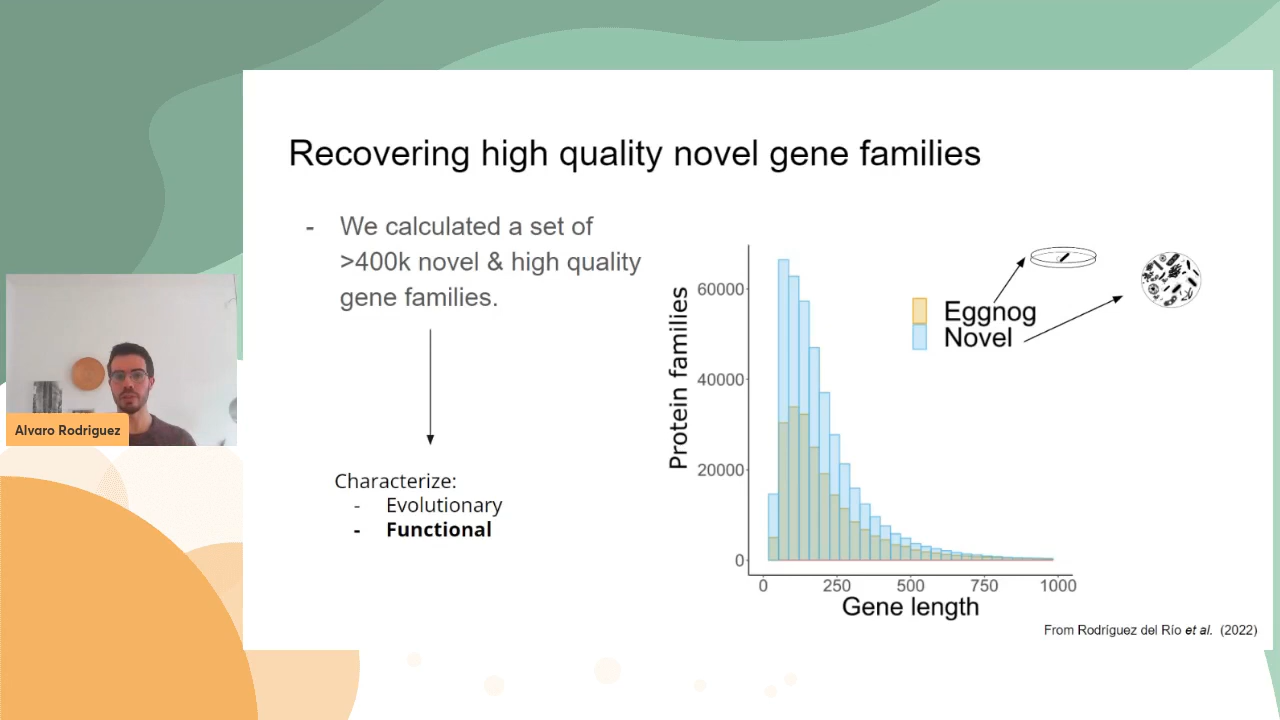 Recovering high quality novel gene families
- We calculated a set of
>400k novel & high quality
gene families.
Characterize:
- Evolutionary
- Functional
Protein families
60000
40000
20000
0
0 250 500 750 1000
Gene length
Eggnog
Novel
From Rodríguez del Río et al. (2022)
Alvaro Rodriguez